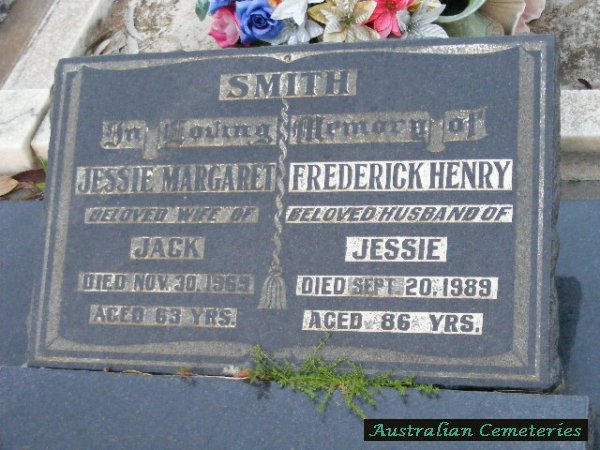 SMITH
In Loving Memory of
JESSIE MARGARET
BELOVED WIFE OF
JACK
DIED NOV. 30, 1969
AGED 63 YRS.
FREDERICK HENRY
BELOVED HUSBAND OF
JESSIE
DIED SEPT. 20, 1989
AGED 86 YRS.
Australian Cemeteries